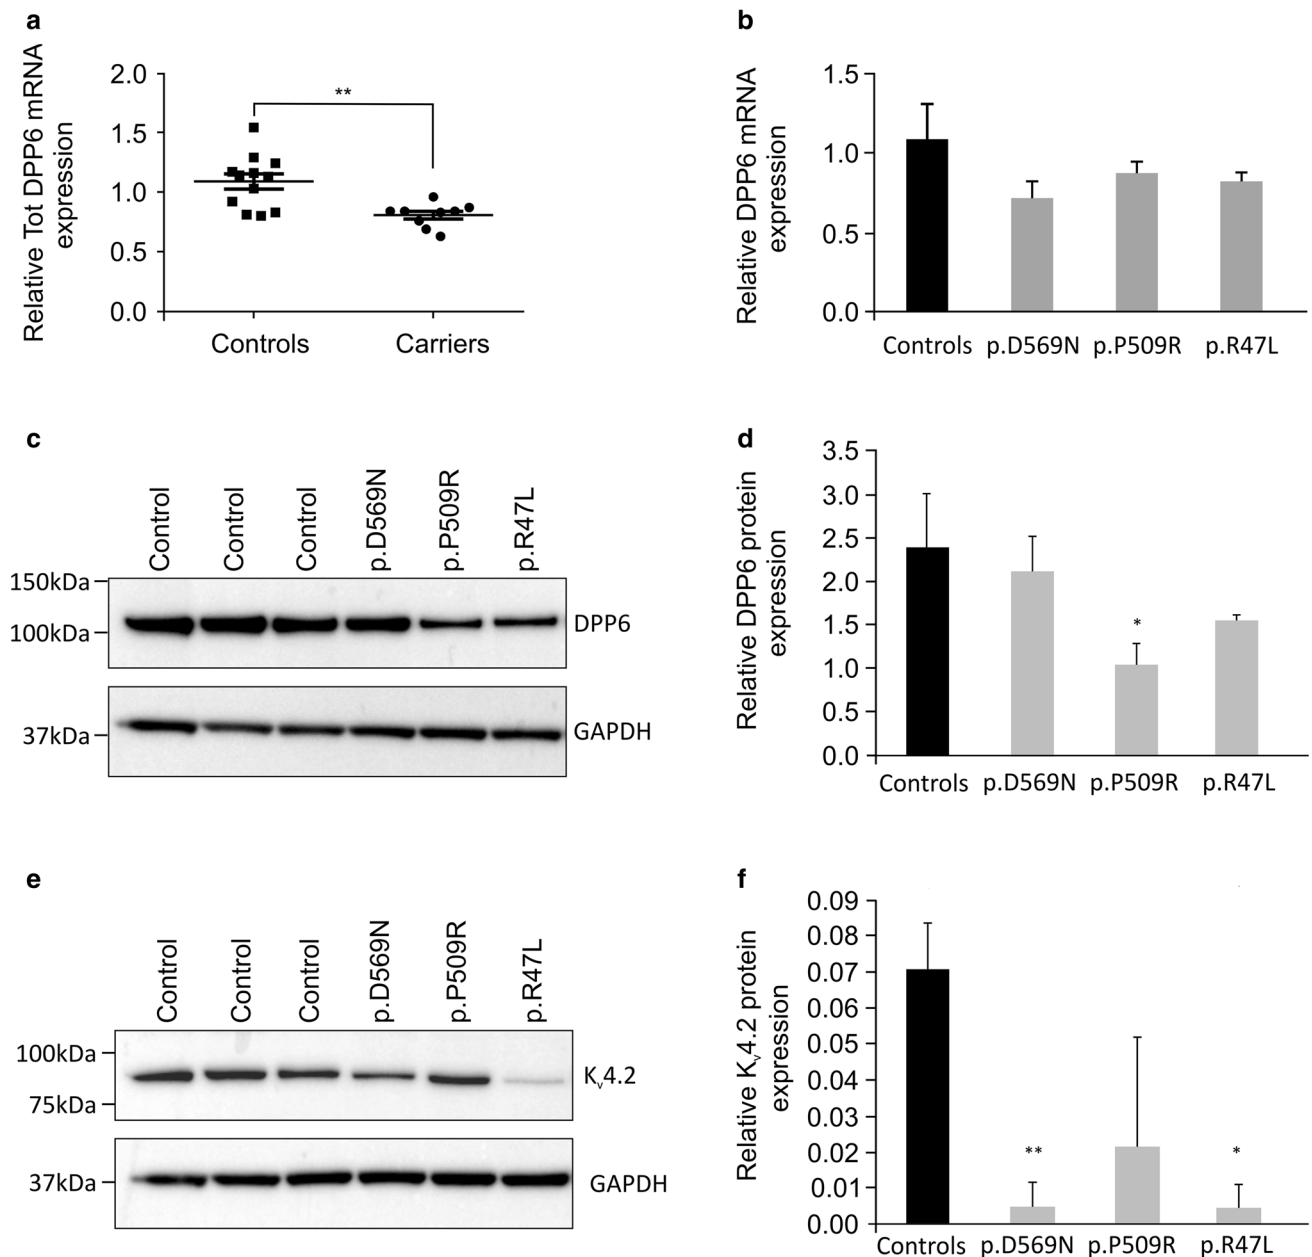 a
Relative Tot DPP6 mRNA
expression
2.0
1.5
1.0
0.5
0.0
**
Controls Carriers
b
Relative DPP6 mRNA
expression
1.5
1.0
0.5
0.0
Controls p.D569N p.P509R p.R47L
c
Control Control Control p.D569N p.P509R p.R47L
150kDa
100kDa
DPP6
37kDa
GAPDH
d
Relative DPP6 protein
expression
3.5
3.0
2.5
2.0
1.5
1.0
0.5
0.0
*
Controls p.D569N p.P509R p.R47L
e
Control Control Control p.D569N p.P509R p.R47L
100kDa
75kDa
Kv4.2
37kDa
GAPDH
f
Relative Kv4.2 protein
expression
0.09
0.08
0.07
0.06
0.05
0.04
0.03
0.02
0.01
0.00
** *
Controls p.D569N p.P509R p.R47L